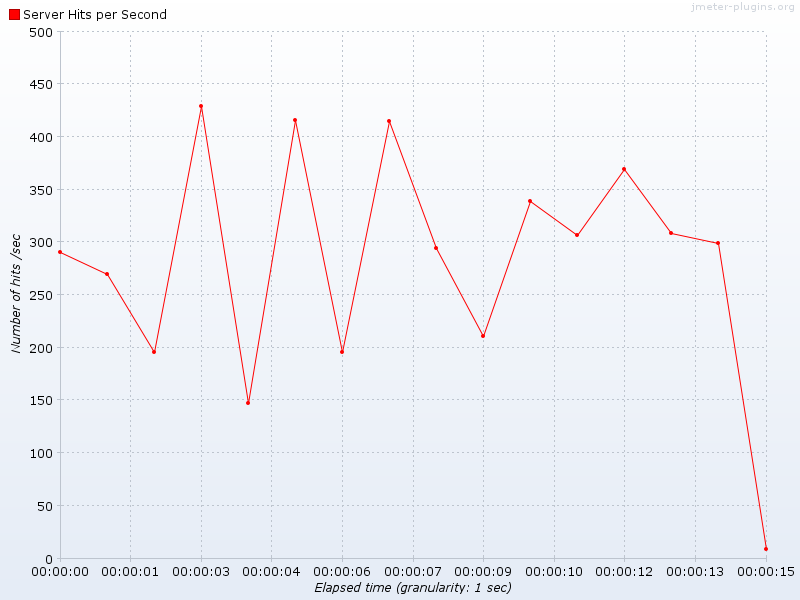 jmeter-plugins.org
Server Hits per Second
500
450
400
350
300
250
200
150
100
50
0
Number of hits /sec
00:00:00 00:00:01 00:00:03 00:00:04 00:00:06 00:00:07 00:00:09 00:00:10 00:00:12 00:00:13 00:00:15
Elapsed time (granularity: 1 sec)